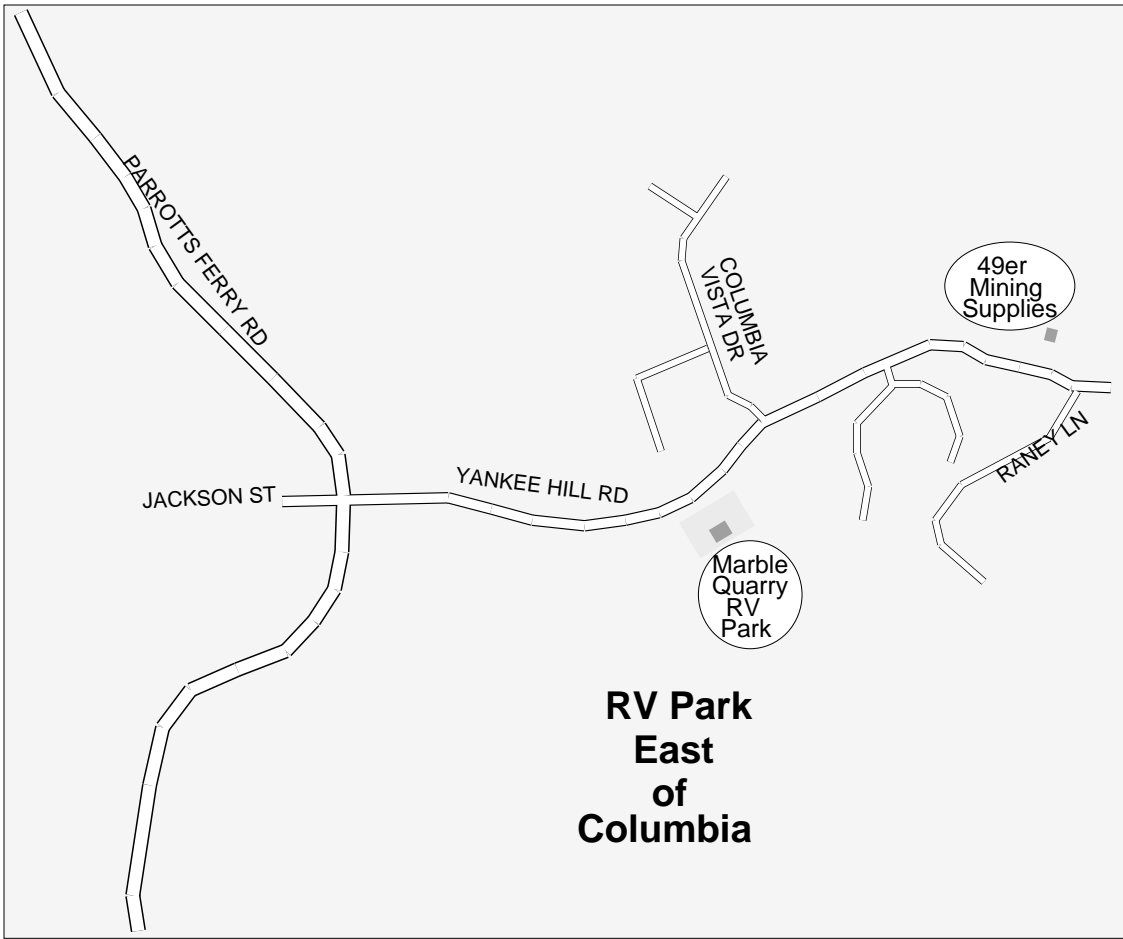 PARROTTS FERRY RD
COLUMBIA
VISTA DR
49er
Mining
Supplies
RANEY LN
YANKEE HILL RD
JACKSON ST
Marble
Quarry
RV
Park
RV Park
East
of
Columbia